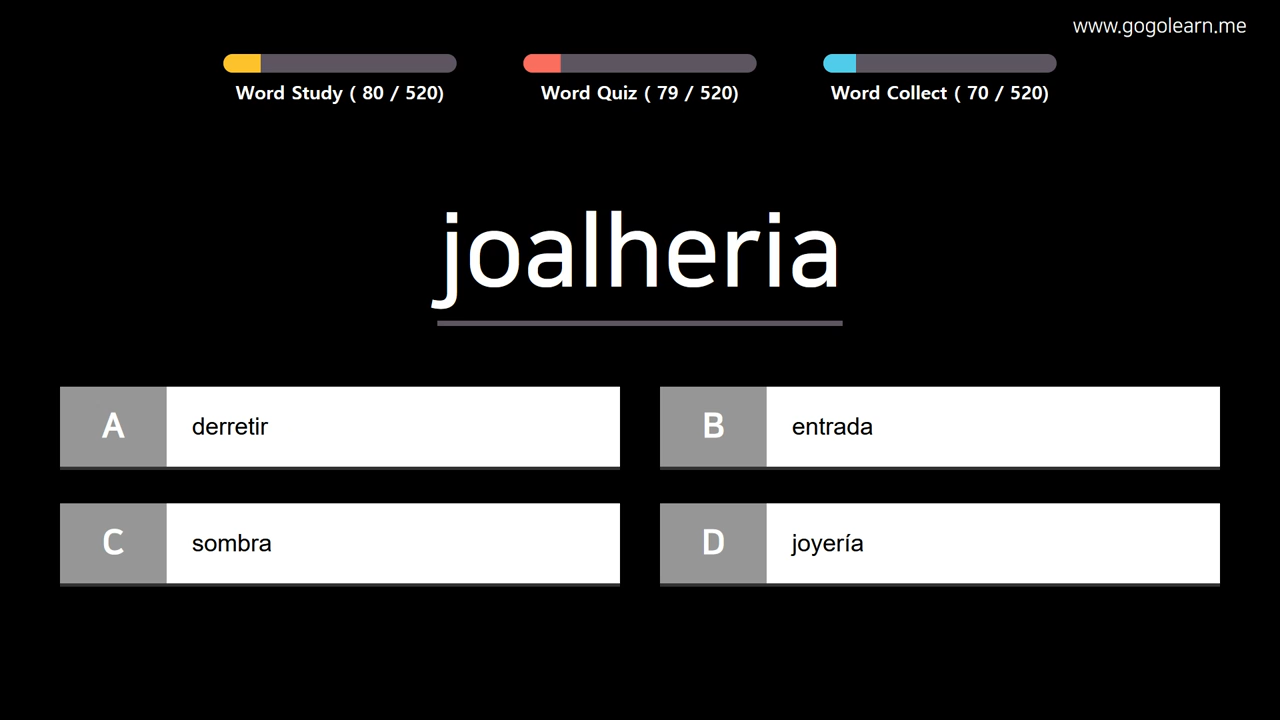 www.gogolearn.me
Word Study ( 80 / 520)
Word Quiz ( 79 / 520)
Word Collect ( 70 / 520)
joalheria
A derretir
B entrada
C sombra
D joyería